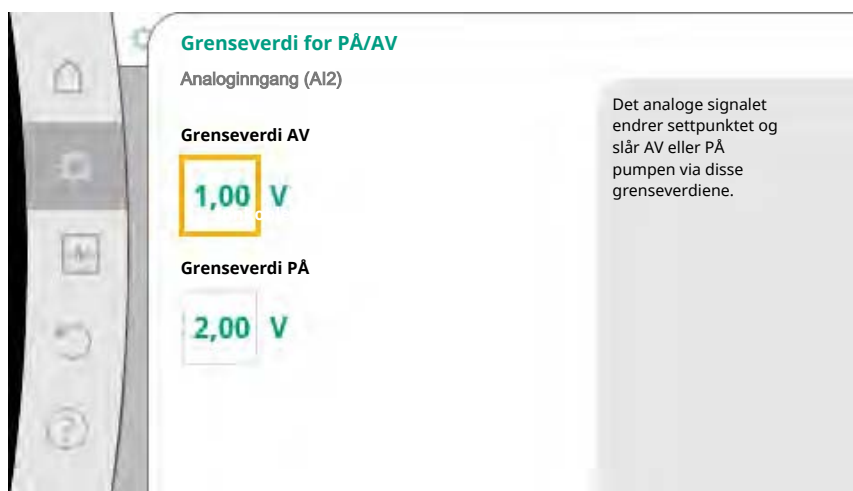 Grenseverdi for PÅ/AV
Analoginngang (AI2)
Grenseverdi AV
1,00 V
Grenseverdi PÅ
2,00 V
Det analoge signalet
endrer settpunktet og
slår AV eller PÅ
pumpen via disse
grenseverdiene.